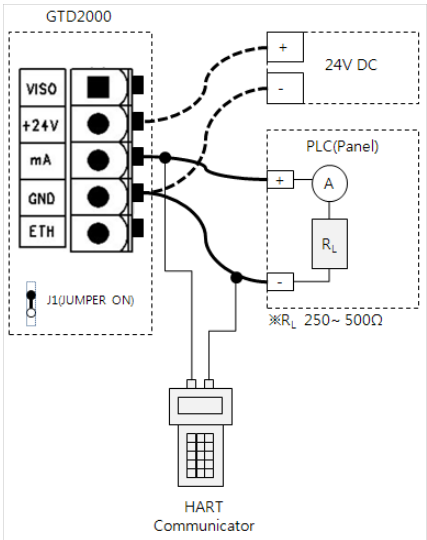 GTD2000
VISO
+24V
mA
GND
ETH
J1(JUMPER ON)
+
-
24V DC
PLC(Panel)
+
A
RL
-
※RL 250~ 500Ω
HART
Communicator